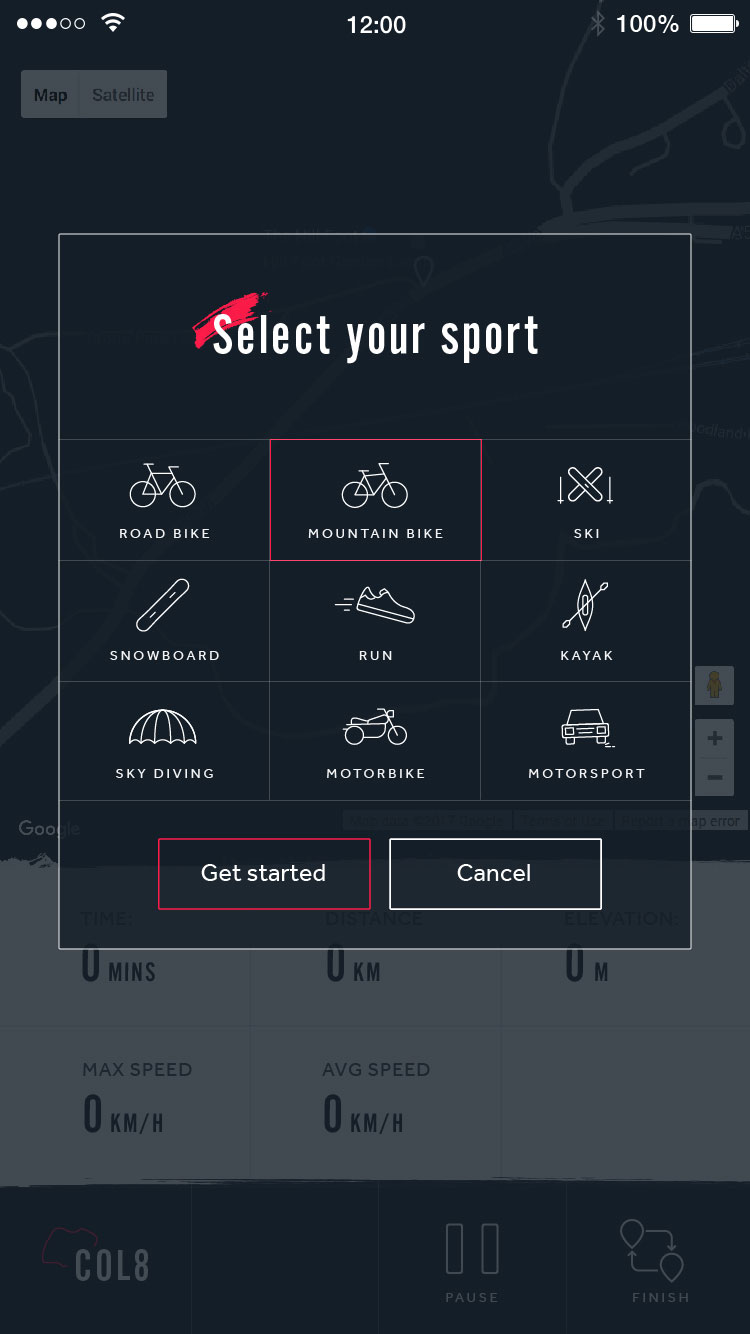 12:00
100%
Map Satellite
Select your sport
ROAD BIKE MOUNTAIN BIKE SKI
SNOWBOARD RUN KAYAK
SKY DIVING MOTORBIKE MOTORSPORT
Google
Map data ©2017 Google Terms of Use Report a map error
Get started Cancel
TIME: DISTANCE ELEVATION:
0 MINS 0 KM 0 M
MAX SPEED AVG SPEED
0 KM/H 0 KM/H
COL8
PAUSE FINISH